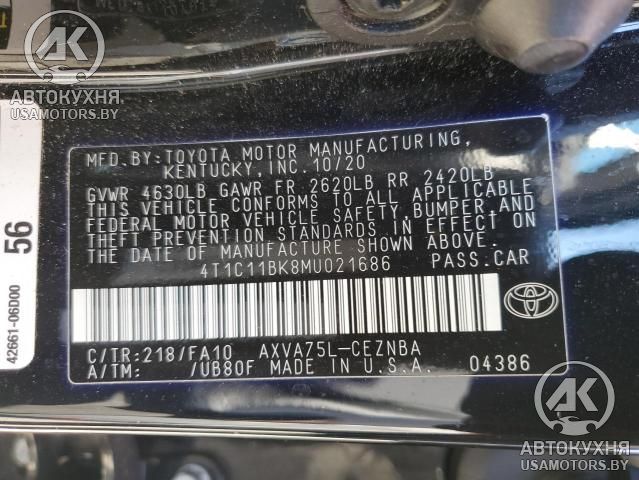 АК
АВТОКУХНЯ
USAMOTORS.BY
MFD.BY:TOYOTA MOTOR MANUFACTURING,
KENTUCKY,INC.10/20
GVWR 4630LB GAWR FR 2620LB RR 2420LB
THIS VEHICLE CONFORMS TO ALL APPLICABLE
FEDERAL MOTOR VEHICLE SAFETY,BUMPER,AND
THEFT PREVENTION STANDARDS IN EFFECT ON
THE DATE OF MANUFACTURE SHOWN ABOVE.
4T1C11BK8MU021686 PASS.CAR
C/TR:218/FA10 AXVA75L-CEZNBA
A/TM: /UB80F MADE IN U.S.A. 04386
56
42661-06D00
АК
АВТОКУХНЯ
USAMOTORS.BY